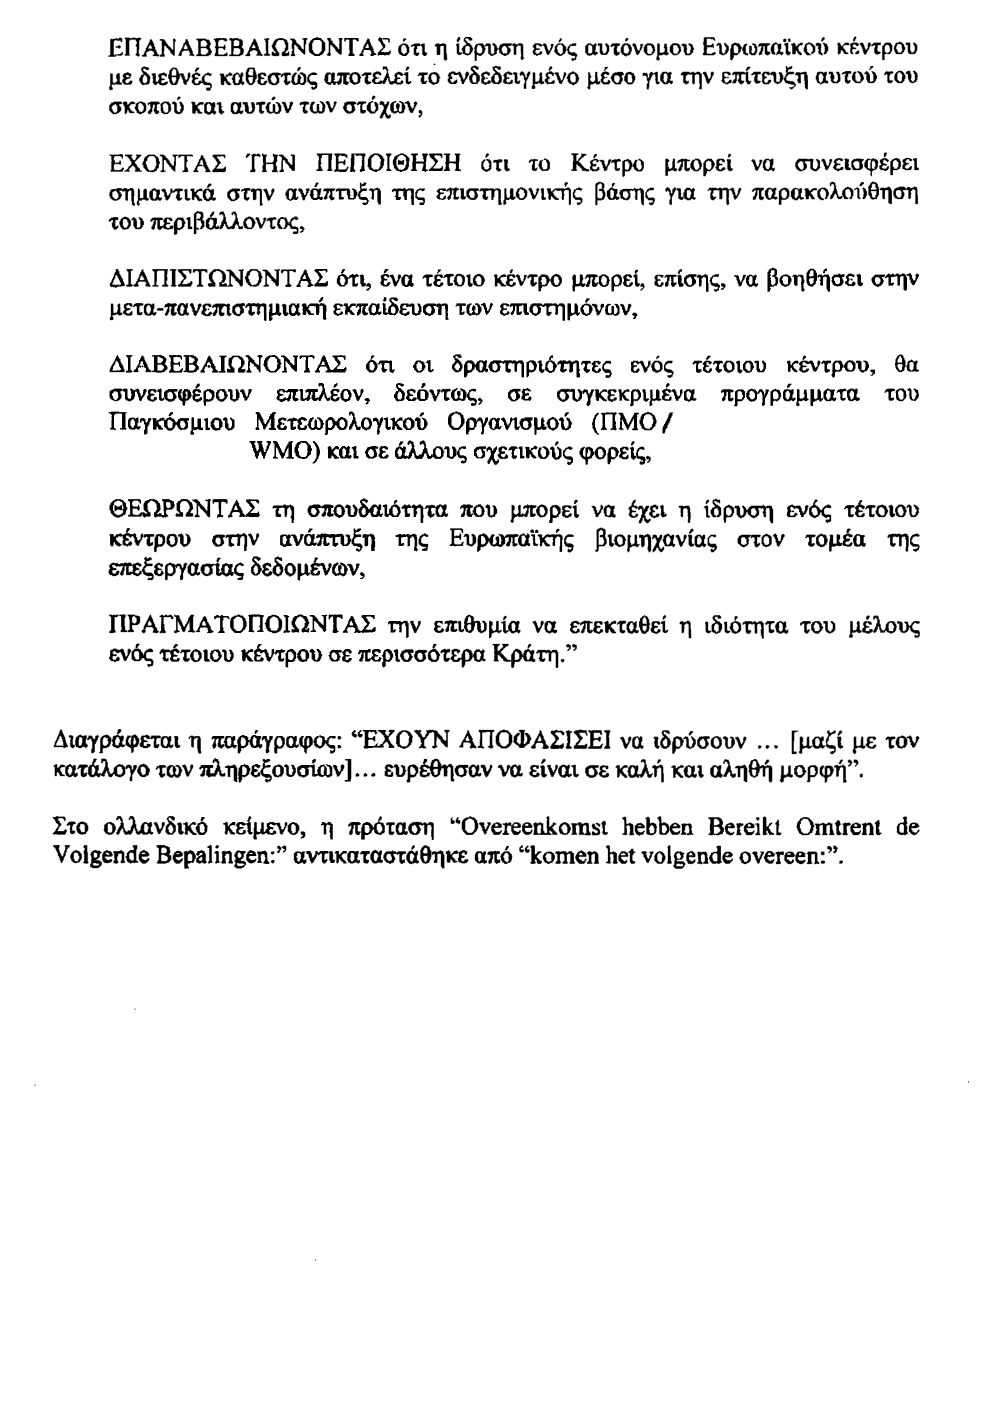 ΕΠΑΝΑΒΕΒΑΙΩΝΟΝΤΑΣ ότι η ίδρυση ενός αυτόνομου Ευρωπαϊκού κέντρου
με διεθνές καθεστώς αποτελεί το ενδεδειγμένο μέσο για την επίτευξη αυτού του
σκοπού και αυτών των στόχων,
ΕΧΟΝΤΑΣ ΤΗΝ ΠΕΠΟΙΘΗΣΗ ότι το Κέντρο μπορεί να συνεισφέρει
σημαντικά στην ανάπτυξη της επιστημονικής βάσης για την παρακολούθηση
του περιβάλλοντος,
ΔΙΑΠΙΣΤΩΝΟΝΤΑΣ ότι, ένα τέτοιο κέντρο μπορεί, επίσης, να βοηθήσει στην
μετα-πανεπιστημιακή εκπαίδευση των επιστημόνων,
ΔΙΑΒΕΒΑΙΩΝΟΝΤΑΣ ότι οι δραστηριότητες ενός τέτοιου κέντρου, θα
συνεισφέρουν επιπλέον, δεόντως, σε συγκεκριμένα προγράμματα του
Παγκόσμιου Μετεωρολογικού Οργανισμού (ΠΜΟ /
WMO) και σε άλλους σχετικούς φορείς,
ΘΕΩΡΩΝΤΑΣ τη σπουδαιότητα που μπορεί να έχει η ίδρυση ενός τέτοιου
κέντρου στην ανάπτυξη της Ευρωπαϊκής βιομηχανίας στον τομέα της
επεξεργασίας δεδομένων,
ΠΡΑΓΜΑΤΟΠΟΙΩΝΤΑΣ την επιθυμία να επεκταθεί η ιδιότητα του μέλους
ενός τέτοιου κέντρου σε περισσότερα Κράτη.”
Διαγράφεται η παράγραφος: “ΕΧΟΥΝ ΑΠΟΦΑΣΙΣΕΙ να ιδρύσουν ... [μαζί με τον
κατάλογο των πληρεξουσίων]... ευρέθησαν να είναι σε καλή και αληθή μορφή”.
Στο ολλανδικό κείμενο, η πρόταση “Overeenkomst hebben Bereikt Omtrent de
Volgende Bepalingen:” αντικαταστάθηκε από “komen het volgende overeen:”.